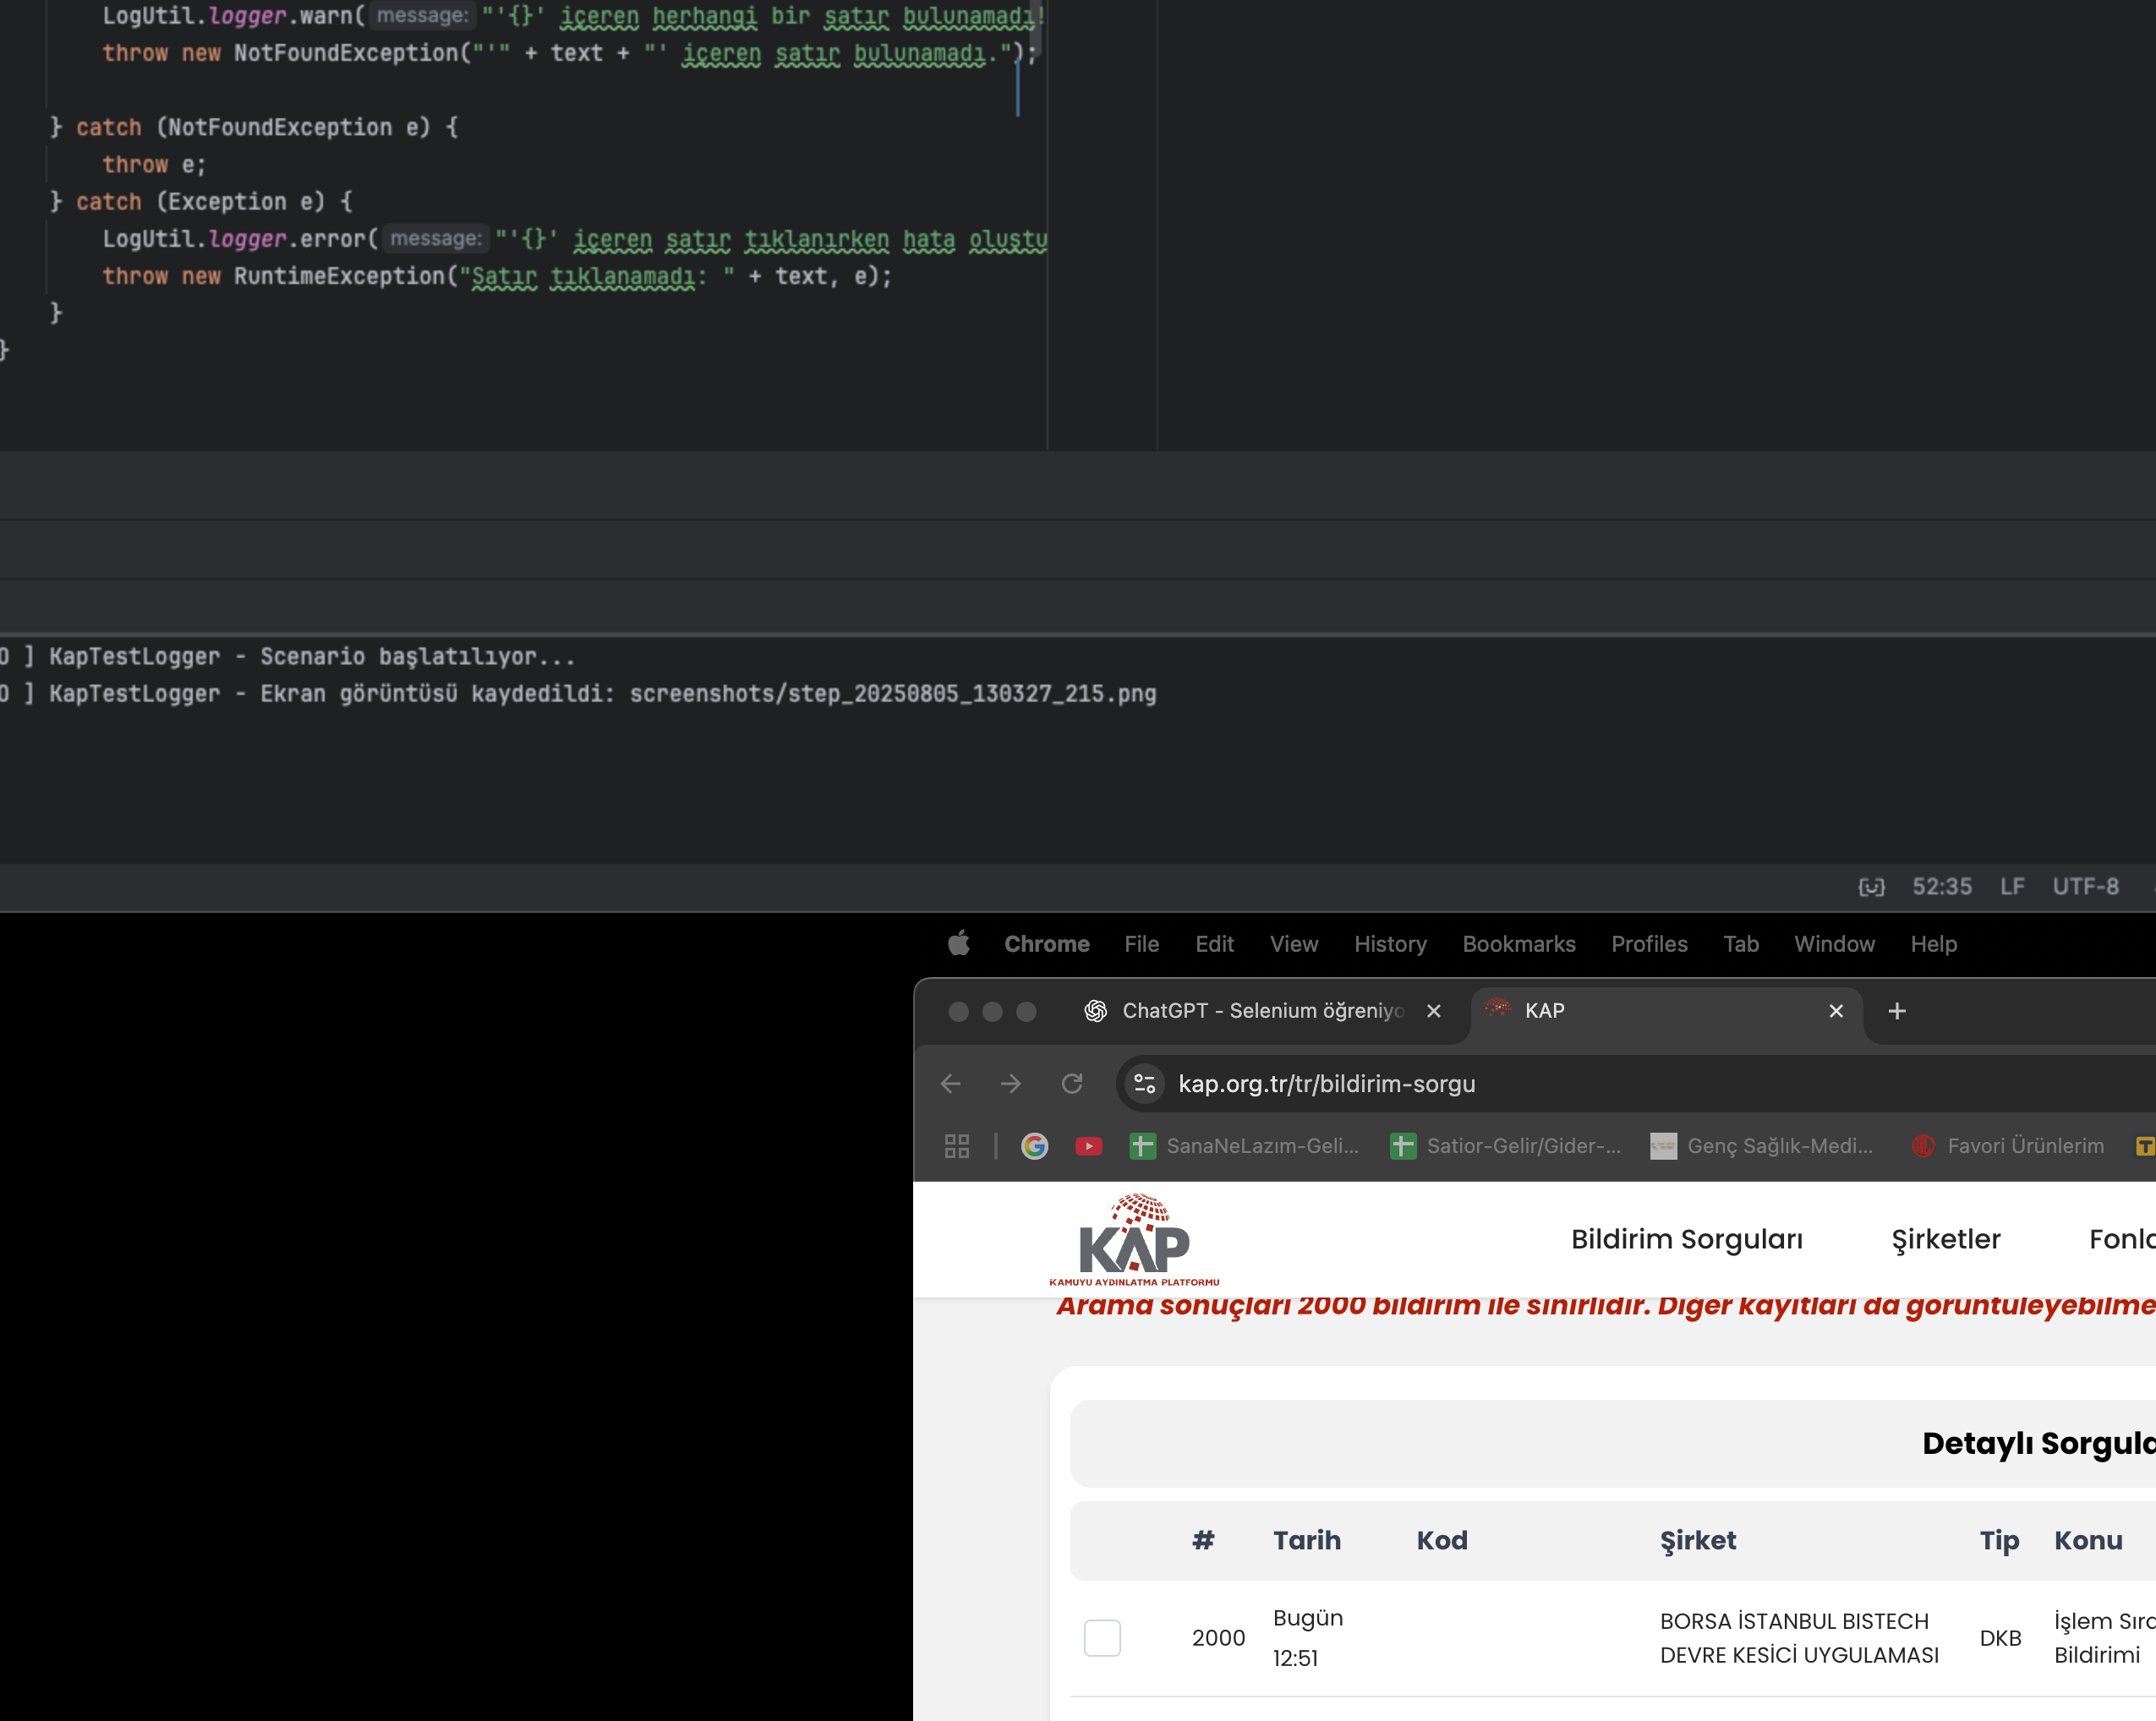 LogUtil.logger.warn( message: "'{}' içeren herhangi bir satır bulunamadı!
throw new NotFoundException("'" + text + "' içeren satır bulunamadı.");
} catch (NotFoundException e) {
throw e;
} catch (Exception e) {
LogUtil.logger.error( message: "'{}' içeren satır tıklanırken hata oluştu
throw new RuntimeException("Satır tıklanamadı: " + text, e);
}
}
O ] KapTestLogger - Scenario başlatılıyor...
O ] KapTestLogger - Ekran görüntüsü kaydedildi: screenshots/step_20250805_130327_215.png
52:35 LF UTF-8
Chrome File Edit View History Bookmarks Profiles Tab Window Help
ChatGPT - Selenium öğreniyo KAP
kap.org.tr/tr/bildirim-sorgu
SanaNeLazım-Geli... Satior-Gelir/Gider-... Genç Sağlık-Medi... Favori Ürünlerim
KAP
KAMUYU AYDINLATMA PLATFORMU
Bildirim Sorguları Şirketler Fonla
Arama sonuçları 2000 bildirim ile sınırlıdır. Diğer kayıtları da görüntüleyebilme
Detaylı Sorgula
# Tarih Kod Şirket Tip Konu
2000
Bugün
12:51
BORSA İSTANBUL BISTECH
DEVRE KESİCİ UYGULAMASI
DKB
İşlem Sıra
Bildirimi